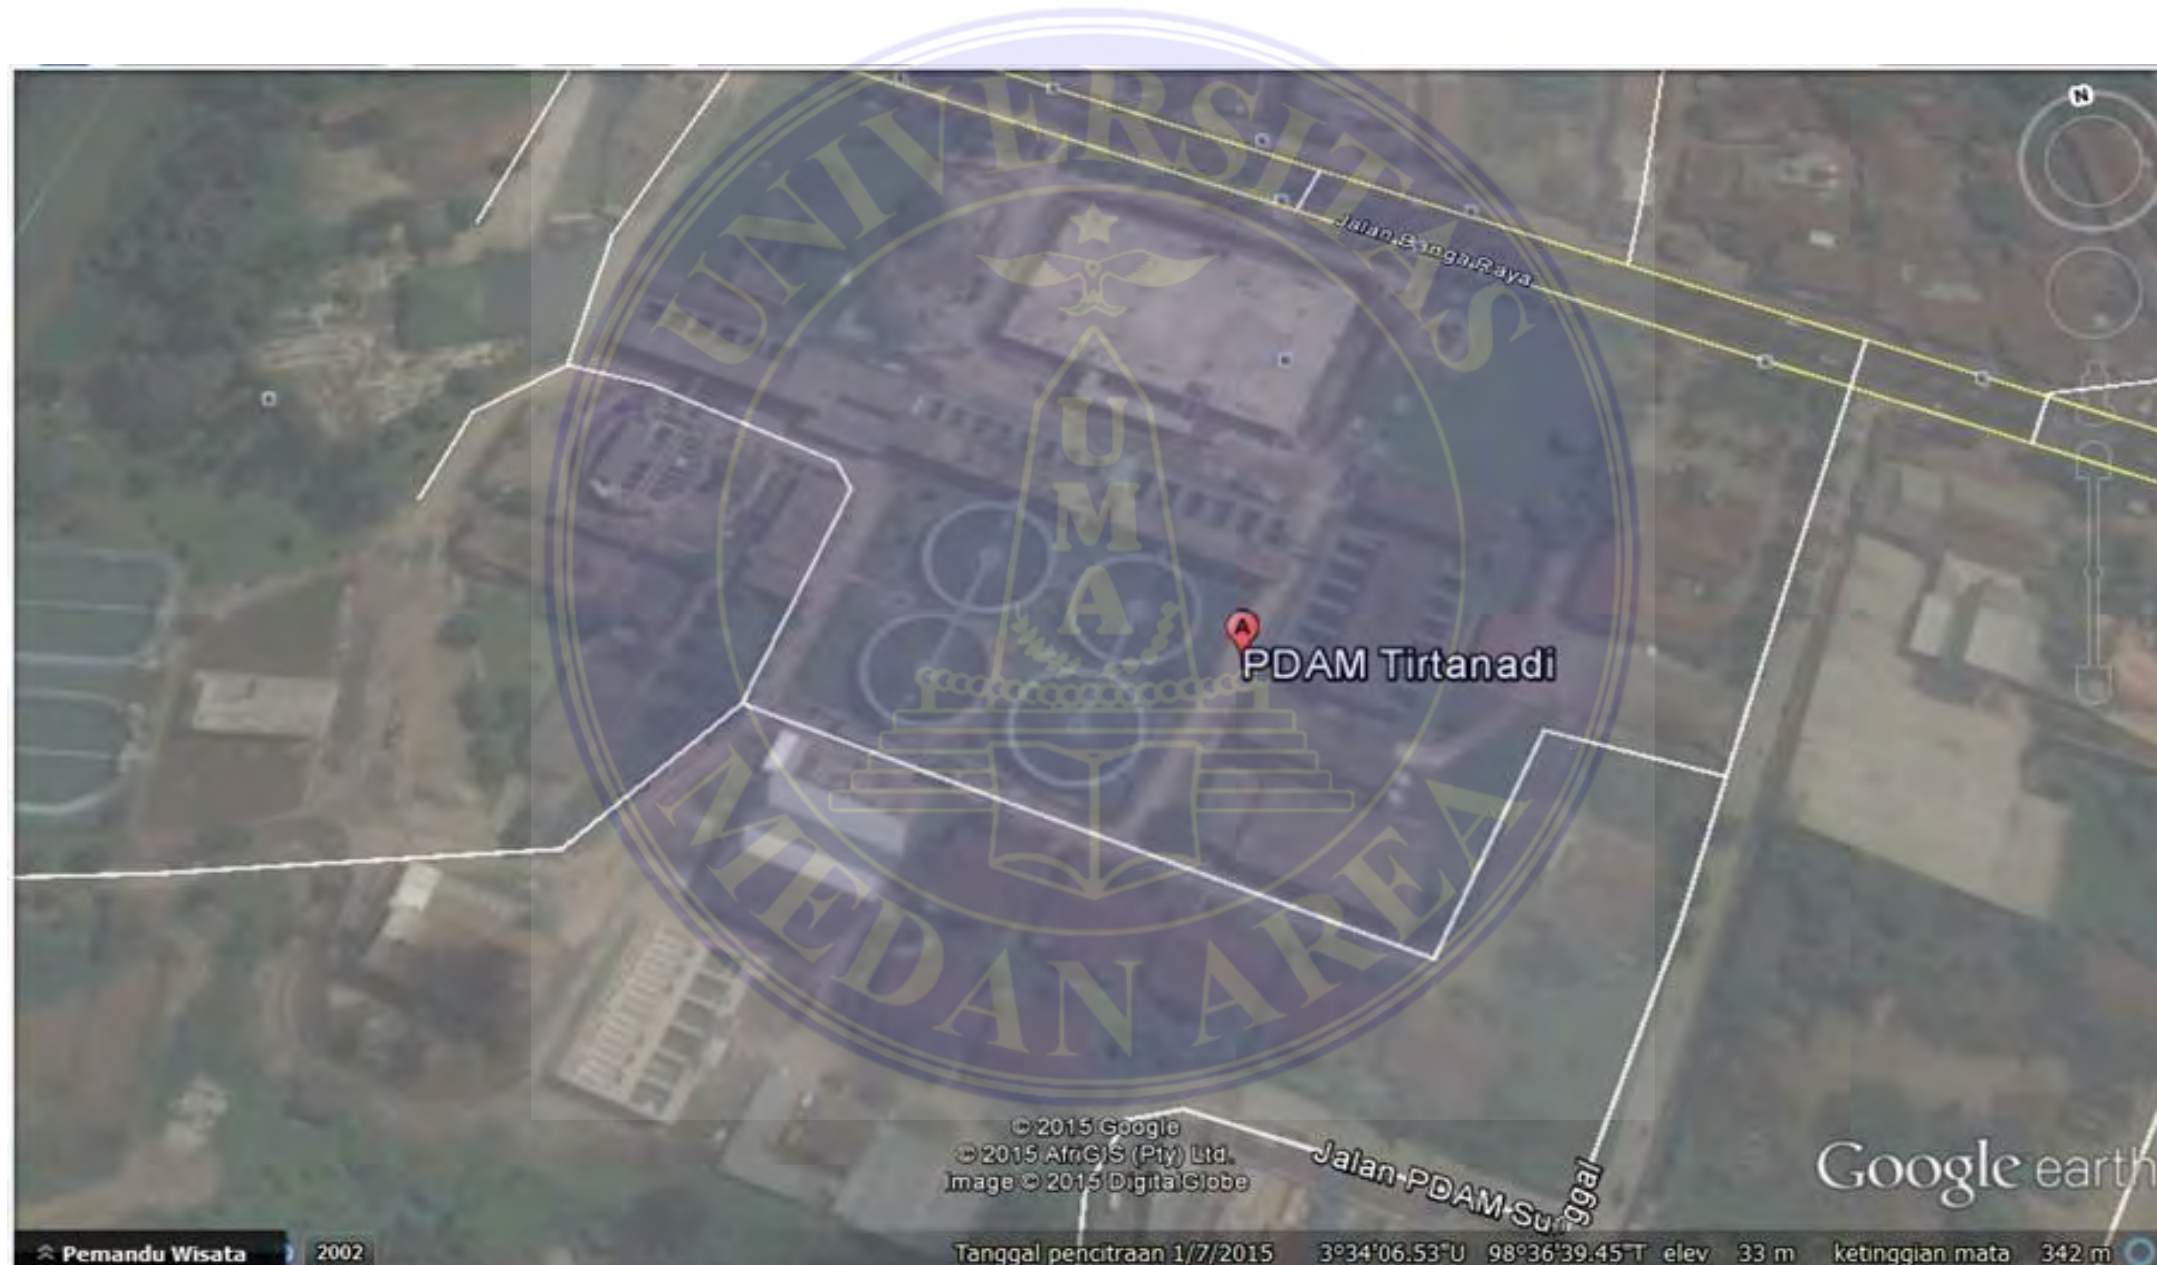 UNIVERSITAS
N
Jalan Banga Raya
U
M
A
A
PDAM Tirtanadi
MEDAN AREA
© 2015 Google
© 2015 AfriGIS (Pty) Ltd.
Image © 2015 DigitalGlobe
Jalan PDAM Sunggal
Google earth
Pemandu Wisata
2002
Tanggal pencitraan 1/7/2015 3°34'06.53"U 98°36'39.45"T elev 33 m ketinggian mata 342 m